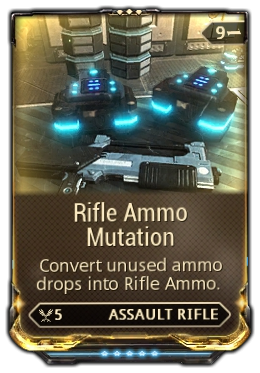 9
Rifle Ammo
Mutation
Convert unused ammo
drops into Rifle Ammo.
5 ASSAULT RIFLE